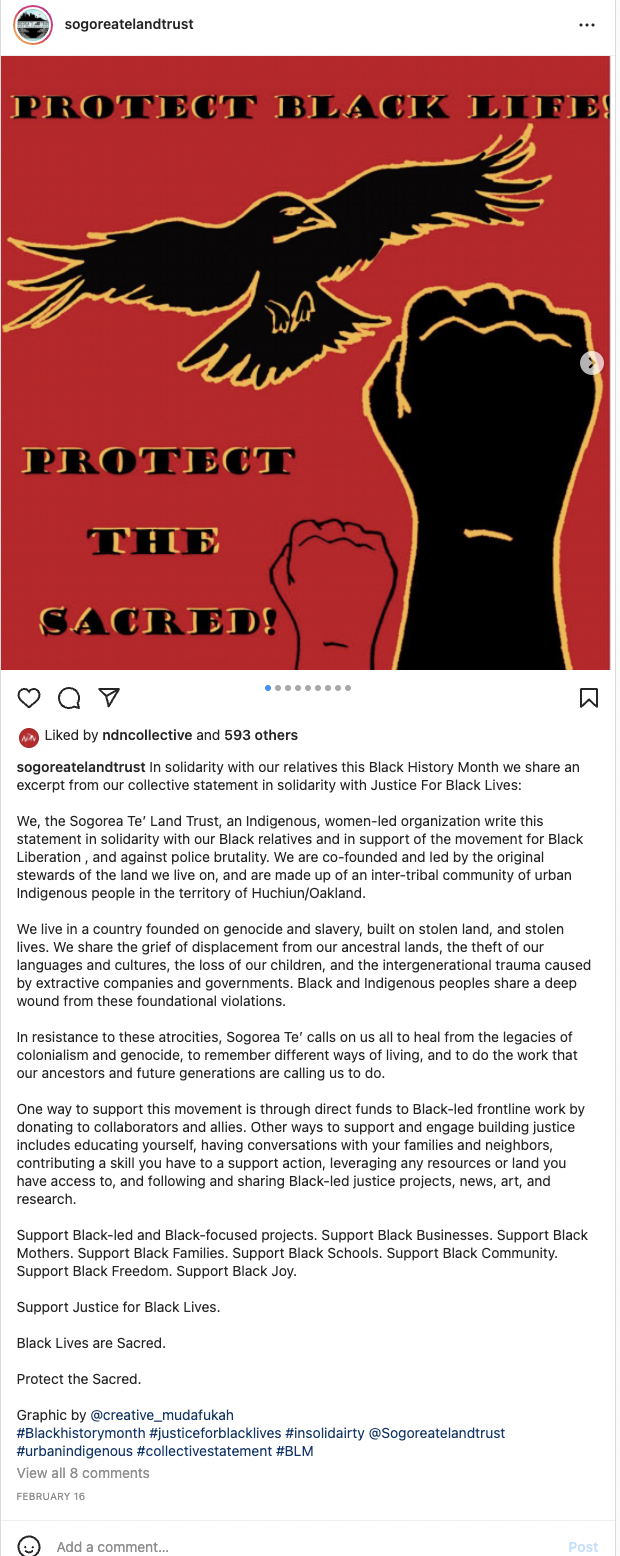 sogoreatelandtrust
PROTECT BLACK LIFE!
PROTECT
THE
SACRED!
Liked by ndncollective and 593 others
sogoreatelandtrust In solidarity with our relatives this Black History Month we share an
excerpt from our collective statement in solidarity with Justice For Black Lives:
We, the Sogorea Te’ Land Trust, an Indigenous, women-led organization write this
statement in solidarity with our Black relatives and in support of the movement for Black
Liberation , and against police brutality. We are co-founded and led by the original
stewards of the land we live on, and are made up of an inter-tribal community of urban
Indigenous people in the territory of Huchiun/Oakland.
We live in a country founded on genocide and slavery, built on stolen land, and stolen
lives. We share the grief of displacement from our ancestral lands, the theft of our
languages and cultures, the loss of our children, and the intergenerational trauma caused
by extractive companies and governments. Black and Indigenous peoples share a deep
wound from these foundational violations.
In resistance to these atrocities, Sogorea Te’ calls on us all to heal from the legacies of
colonialism and genocide, to remember different ways of living, and to do the work that
our ancestors and future generations are calling us to do.
One way to support this movement is through direct funds to Black-led frontline work by
donating to collaborators and allies. Other ways to support and engage building justice
includes educating yourself, having conversations with your families and neighbors,
contributing a skill you have to a support action, leveraging any resources or land you
have access to, and following and sharing Black-led justice projects, news, art, and
research.
Support Black-led and Black-focused projects. Support Black Businesses. Support Black
Mothers. Support Black Families. Support Black Schools. Support Black Community.
Support Black Freedom. Support Black Joy.
Support Justice for Black Lives.
Black Lives are Sacred.
Protect the Sacred.
Graphic by @creative_mudafukah
#Blackhistorymonth #justiceforblacklives #insolidairty @Sogoreatelandtrust
#urbanindigenous #collectivestatement #BLM
View all 8 comments
FEBRUARY 16
Add a comment...
Post